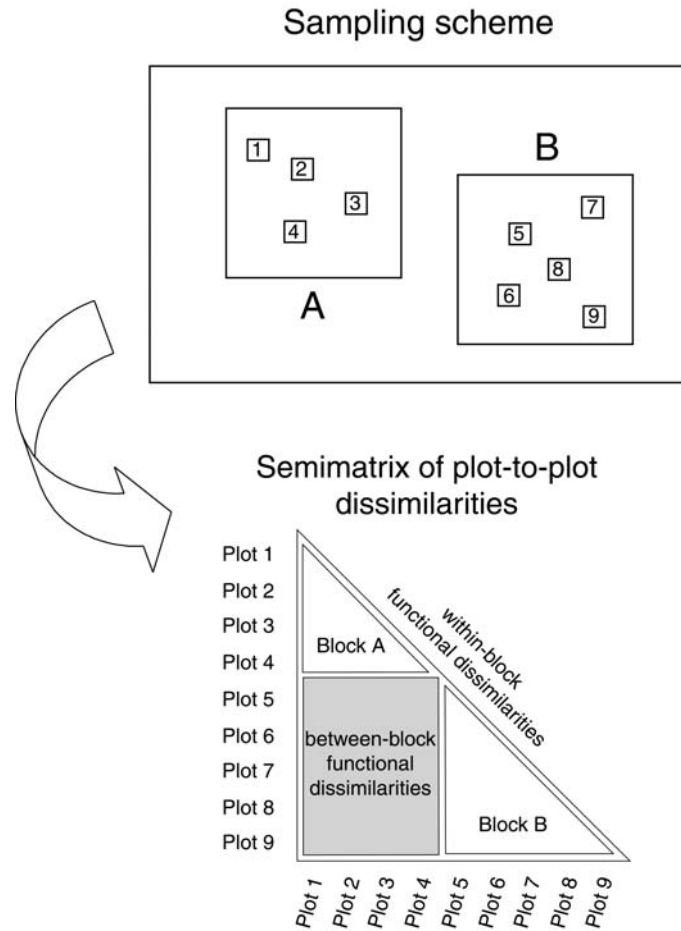 Sampling scheme
1
2
3
4
A
B
7
5
8
6
9
Semimatrix of plot-to-plot
dissimilarities
Plot 1
Plot 2
Plot 3
Plot 4
Plot 5
Plot 6
Plot 7
Plot 8
Plot 9
Block A
within-block
functional dissimilarities
between-block
functional
dissimilarities
Block B
Plot 1
Plot 2
Plot 3
Plot 4
Plot 5
Plot 6
Plot 7
Plot 8
Plot 9